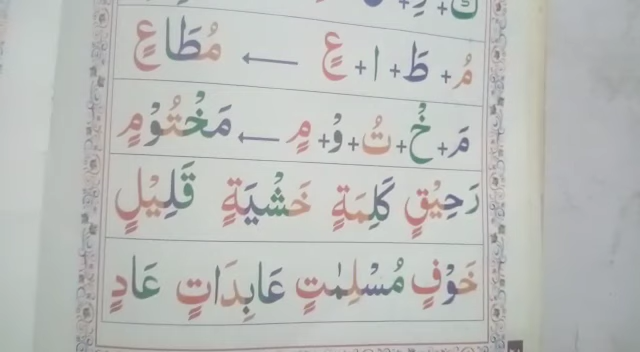 مُ + طَ + ا + عٍ ← مُطَاعٍ
مَ + خْ + تُ + وْ + مٍ ← مَخْتُوْمٍ
رَحِيْقٍ كَلِمَةٍ خَشْيَةٍ قَلِيْلٍ
خَوْفٍ مُسْلِمٰتٍ عَابِدَاتٍ عَادٍ